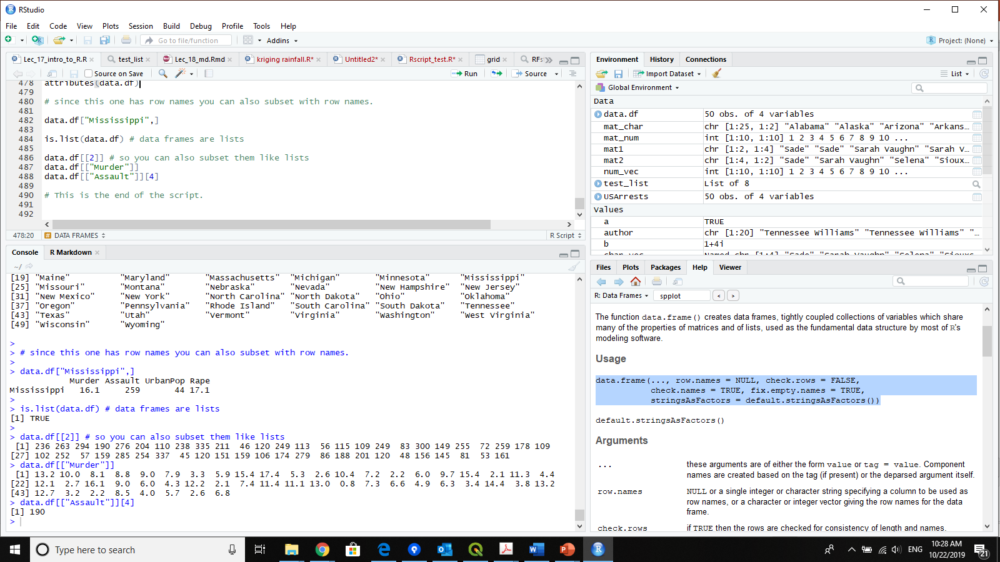 RStudio
File Edit Code View Plots Session Build Debug Profile Tools Help
Go to file/function Addins Project: (None)
Lec_17_intro_to_R.R test_list Lec_18_md.Rmd kriging rainfall.R* Untitled2* Rscript_test.R* grid RFs
Source on Save Run Source
478 attributes(data.df)
479
480 # since this one has row names you can also subset with row names.
481
482 data.df["Mississippi",]
483
484 is.list(data.df) # data frames are lists
485
486 data.df[[2]] # so you can also subset them like lists
487 data.df[["Murder"]]
488 data.df[["Assault"]][4]
489
490 # This is the end of the script.
491
492
478:20 # DATA FRAMES R Script
Console R Markdown
~/
[19] "Maine" "Maryland" "Massachusetts" "Michigan" "Minnesota" "Mississippi"
[25] "Missouri" "Montana" "Nebraska" "Nevada" "New Hampshire" "New Jersey"
[31] "New Mexico" "New York" "North Carolina" "North Dakota" "Ohio" "Oklahoma"
[37] "Oregon" "Pennsylvania" "Rhode Island" "South Carolina" "South Dakota" "Tennessee"
[43] "Texas" "Utah" "Vermont" "Virginia" "Washington" "West Virginia"
[49] "Wisconsin" "Wyoming"
>
> # since this one has row names you can also subset with row names.
>
> data.df["Mississippi",]
Murder Assault UrbanPop Rape
Mississippi 16.1 259 44 17.1
>
> is.list(data.df) # data frames are lists
[1] TRUE
>
> data.df[[2]] # so you can also subset them like lists
[1] 236 263 294 190 276 204 110 238 335 211 46 120 249 113 56 115 109 249 83 300 149 255 72 259 178 109
[27] 102 252 57 159 285 254 337 45 120 151 159 106 174 279 86 188 201 120 48 156 145 81 53 161
> data.df[["Murder"]]
[1] 13.2 10.0 8.1 8.8 9.0 7.9 3.3 5.9 15.4 17.4 5.3 2.6 10.4 7.2 2.2 6.0 9.7 15.4 2.1 11.3 4.4
[22] 12.1 2.7 16.1 9.0 6.0 4.3 12.2 2.1 7.4 11.4 11.1 13.0 0.8 7.3 6.6 4.9 6.3 3.4 14.4 3.8 13.2
[43] 12.7 3.2 2.2 8.5 4.0 5.7 2.6 6.8
> data.df[["Assault"]][4]
[1] 190
>
Environment History Connections
Import Dataset List
Global Environment
Data
data.df 50 obs. of 4 variables
mat_char chr [1:25, 1:2] "Alabama" "Alaska" "Arizona" "Arkans…
mat_num int [1:10, 1:10] 1 2 3 4 5 6 7 8 9 10 ...
mat1 chr [1:2, 1:4] "Sade" "Sade" "Sarah Vaughn" "Sarah V…
mat2 chr [1:4, 1:2] "Sade" "Sarah Vaughn" "Selena" "Sioux…
num_vec int [1:10, 1:10] 1 2 3 4 5 6 7 8 9 10 ...
test_list List of 8
USArrests 50 obs. of 4 variables
Values
a TRUE
author chr [1:20] "Tennessee Williams" "Tennessee Williams" "…
b 1+4i
char_vec Named chr [1:4] "Sade" "Sarah Vaughn" "Selena" "Sioux
Files Plots Packages Help Viewer
R: Data Frames spplot < >
The function data.frame() creates data frames, tightly coupled collections of variables which share
many of the properties of matrices and of lists, used as the fundamental data structure by most of R's
modeling software.
Usage
data.frame(..., row.names = NULL, check.rows = FALSE,
check.names = TRUE, fix.empty.names = TRUE,
stringsAsFactors = default.stringsAsFactors())
default.stringsAsFactors()
Arguments
... these arguments are of either the form value or tag = value. Component
names are created based on the tag (if present) or the deparsed argument itself.
row.names NULL or a single integer or character string specifying a column to be used as
row names, or a character or integer vector giving the row names for the data
frame.
check.rows if TRUE then the rows are checked for consistency of length and names.
Type here to search ENG 10:28 AM
10/22/2019 21